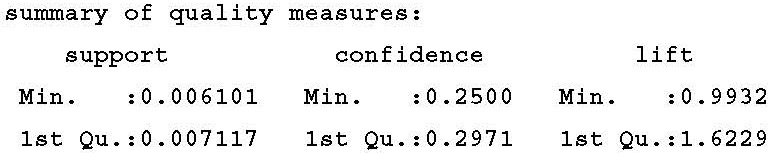 summary of quality measures:
support confidence lift
Min. :0.006101 Min. :0.2500 Min. :0.9932
1st Qu.:0.007117 1st Qu.:0.2971 1st Qu.:1.6229